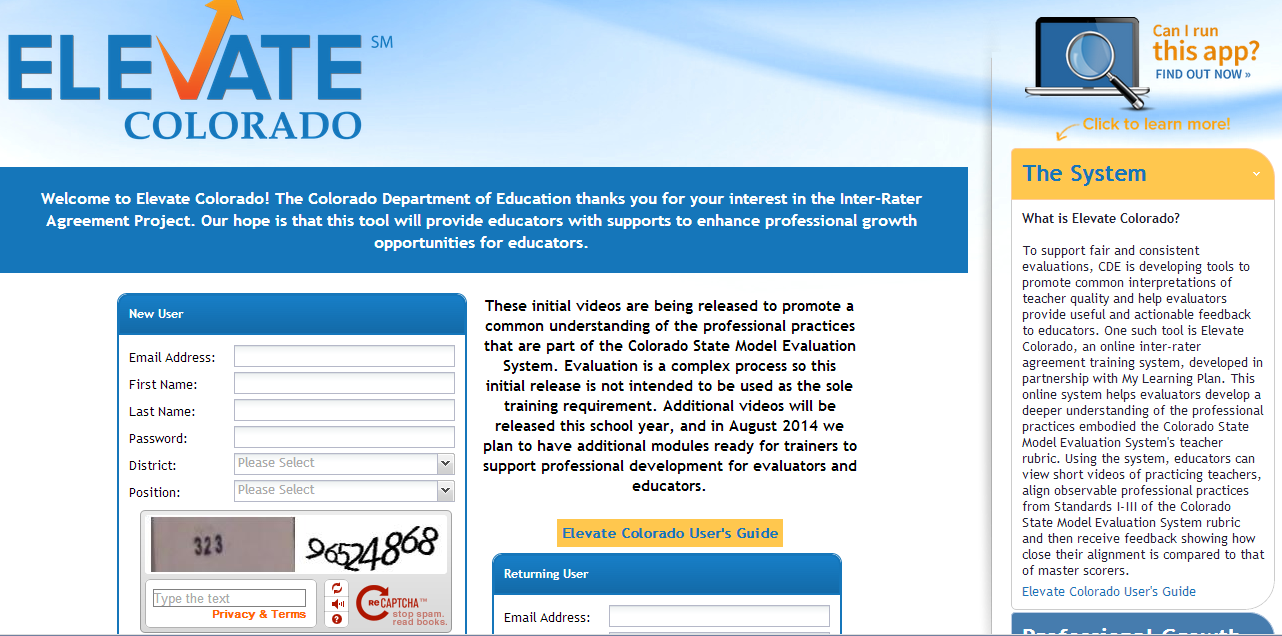 ELEVATE SM
COLORADO
Can I run
this app?
FIND OUT NOW »
Click to learn more!
Welcome to Elevate Colorado! The Colorado Department of Education thanks you for your interest in the Inter-Rater
Agreement Project. Our hope is that this tool will provide educators with supports to enhance professional growth
opportunities for educators.
New User
Email Address:
First Name:
Last Name:
Password:
District: Please Select
Position: Please Select
323 96524868
Type the text
Privacy & Terms
reCAPTCHA™
stop spam.
read books.
These initial videos are being released to promote a
common understanding of the professional practices
that are part of the Colorado State Model Evaluation
System. Evaluation is a complex process so this
initial release is not intended to be used as the sole
training requirement. Additional videos will be
released this school year, and in August 2014 we
plan to have additional modules ready for trainers to
support professional development for evaluators and
educators.
Elevate Colorado User's Guide
Returning User
Email Address:
The System
What is Elevate Colorado?
To support fair and consistent
evaluations, CDE is developing tools to
promote common interpretations of
teacher quality and help evaluators
provide useful and actionable feedback
to educators. One such tool is Elevate
Colorado, an online inter-rater
agreement training system, developed in
partnership with My Learning Plan. This
online system helps evaluators develop a
deeper understanding of the professional
practices embodied the Colorado State
Model Evaluation System's teacher
rubric. Using the system, educators can
view short videos of practicing teachers,
align observable professional practices
from Standards I-III of the Colorado
State Model Evaluation System rubric
and then receive feedback showing how
close their alignment is compared to that
of master scorers.
Elevate Colorado User's Guide
Professional Growth